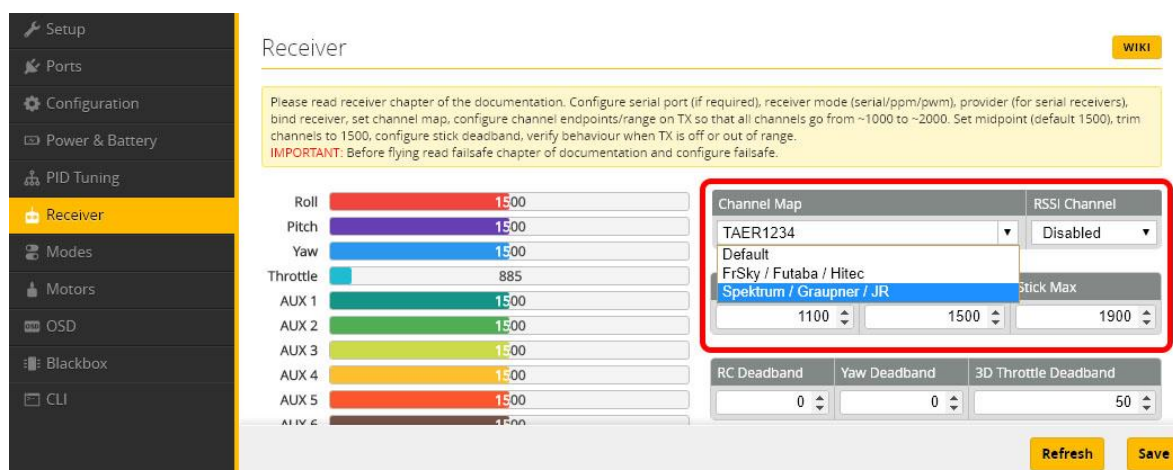 Setup
Ports
Configuration
Power & Battery
PID Tuning
Receiver
Modes
Motors
OSD
Blackbox
CLI
Receiver
WIKI
Please read receiver chapter of the documentation. Configure serial port (if required), receiver mode (serial/ppm/pwm), provider (for serial receivers),
bind receiver, set channel map, configure channel endpoints/range on TX so that all channels go from ~1000 to ~2000. Set midpoint (default 1500), trim
channels to 1500, configure stick deadband, verify behaviour when TX is off or out of range.
IMPORTANT: Before flying read failsafe chapter of documentation and configure failsafe.
Roll 1500
Pitch 1500
Yaw 1500
Throttle 885
AUX 1 1500
AUX 2 1500
AUX 3 1500
AUX 4 1500
AUX 5 1500
AUX 6 1500
Channel Map RSSI Channel
TAER1234 Disabled
Default
FrSky / Futaba / Hitec
Spektrum / Graupner / JR
Stick Max
1100 1500 1900
RC Deadband Yaw Deadband 3D Throttle Deadband
0 0 50
Refresh Save